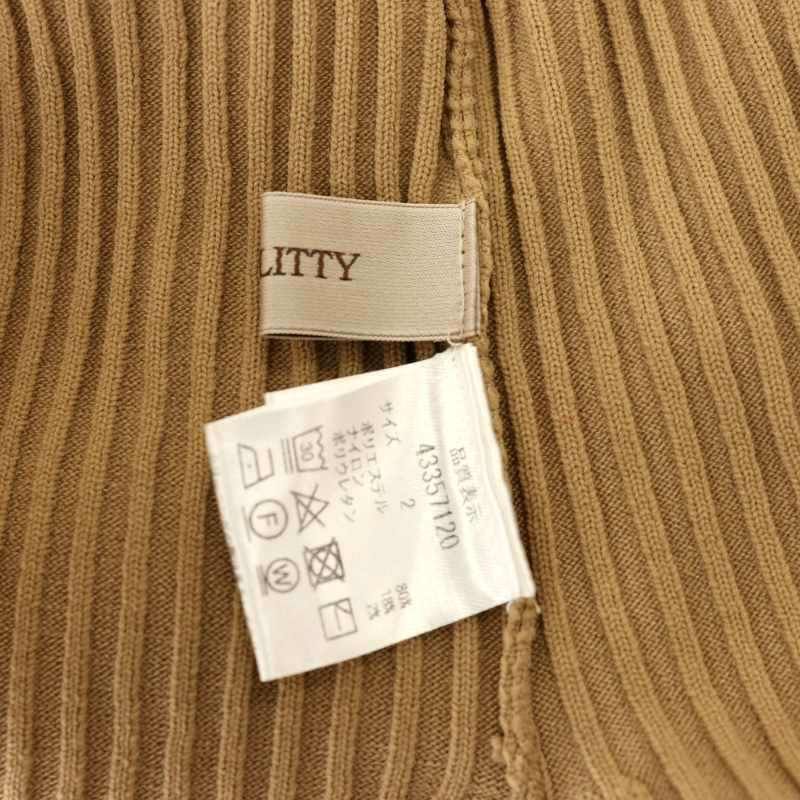 LITTY
品質表示
43357120
サイズ 2
ポリエステル 80%
ナイロン 18%
ポリウレタン 2%
30
F
W